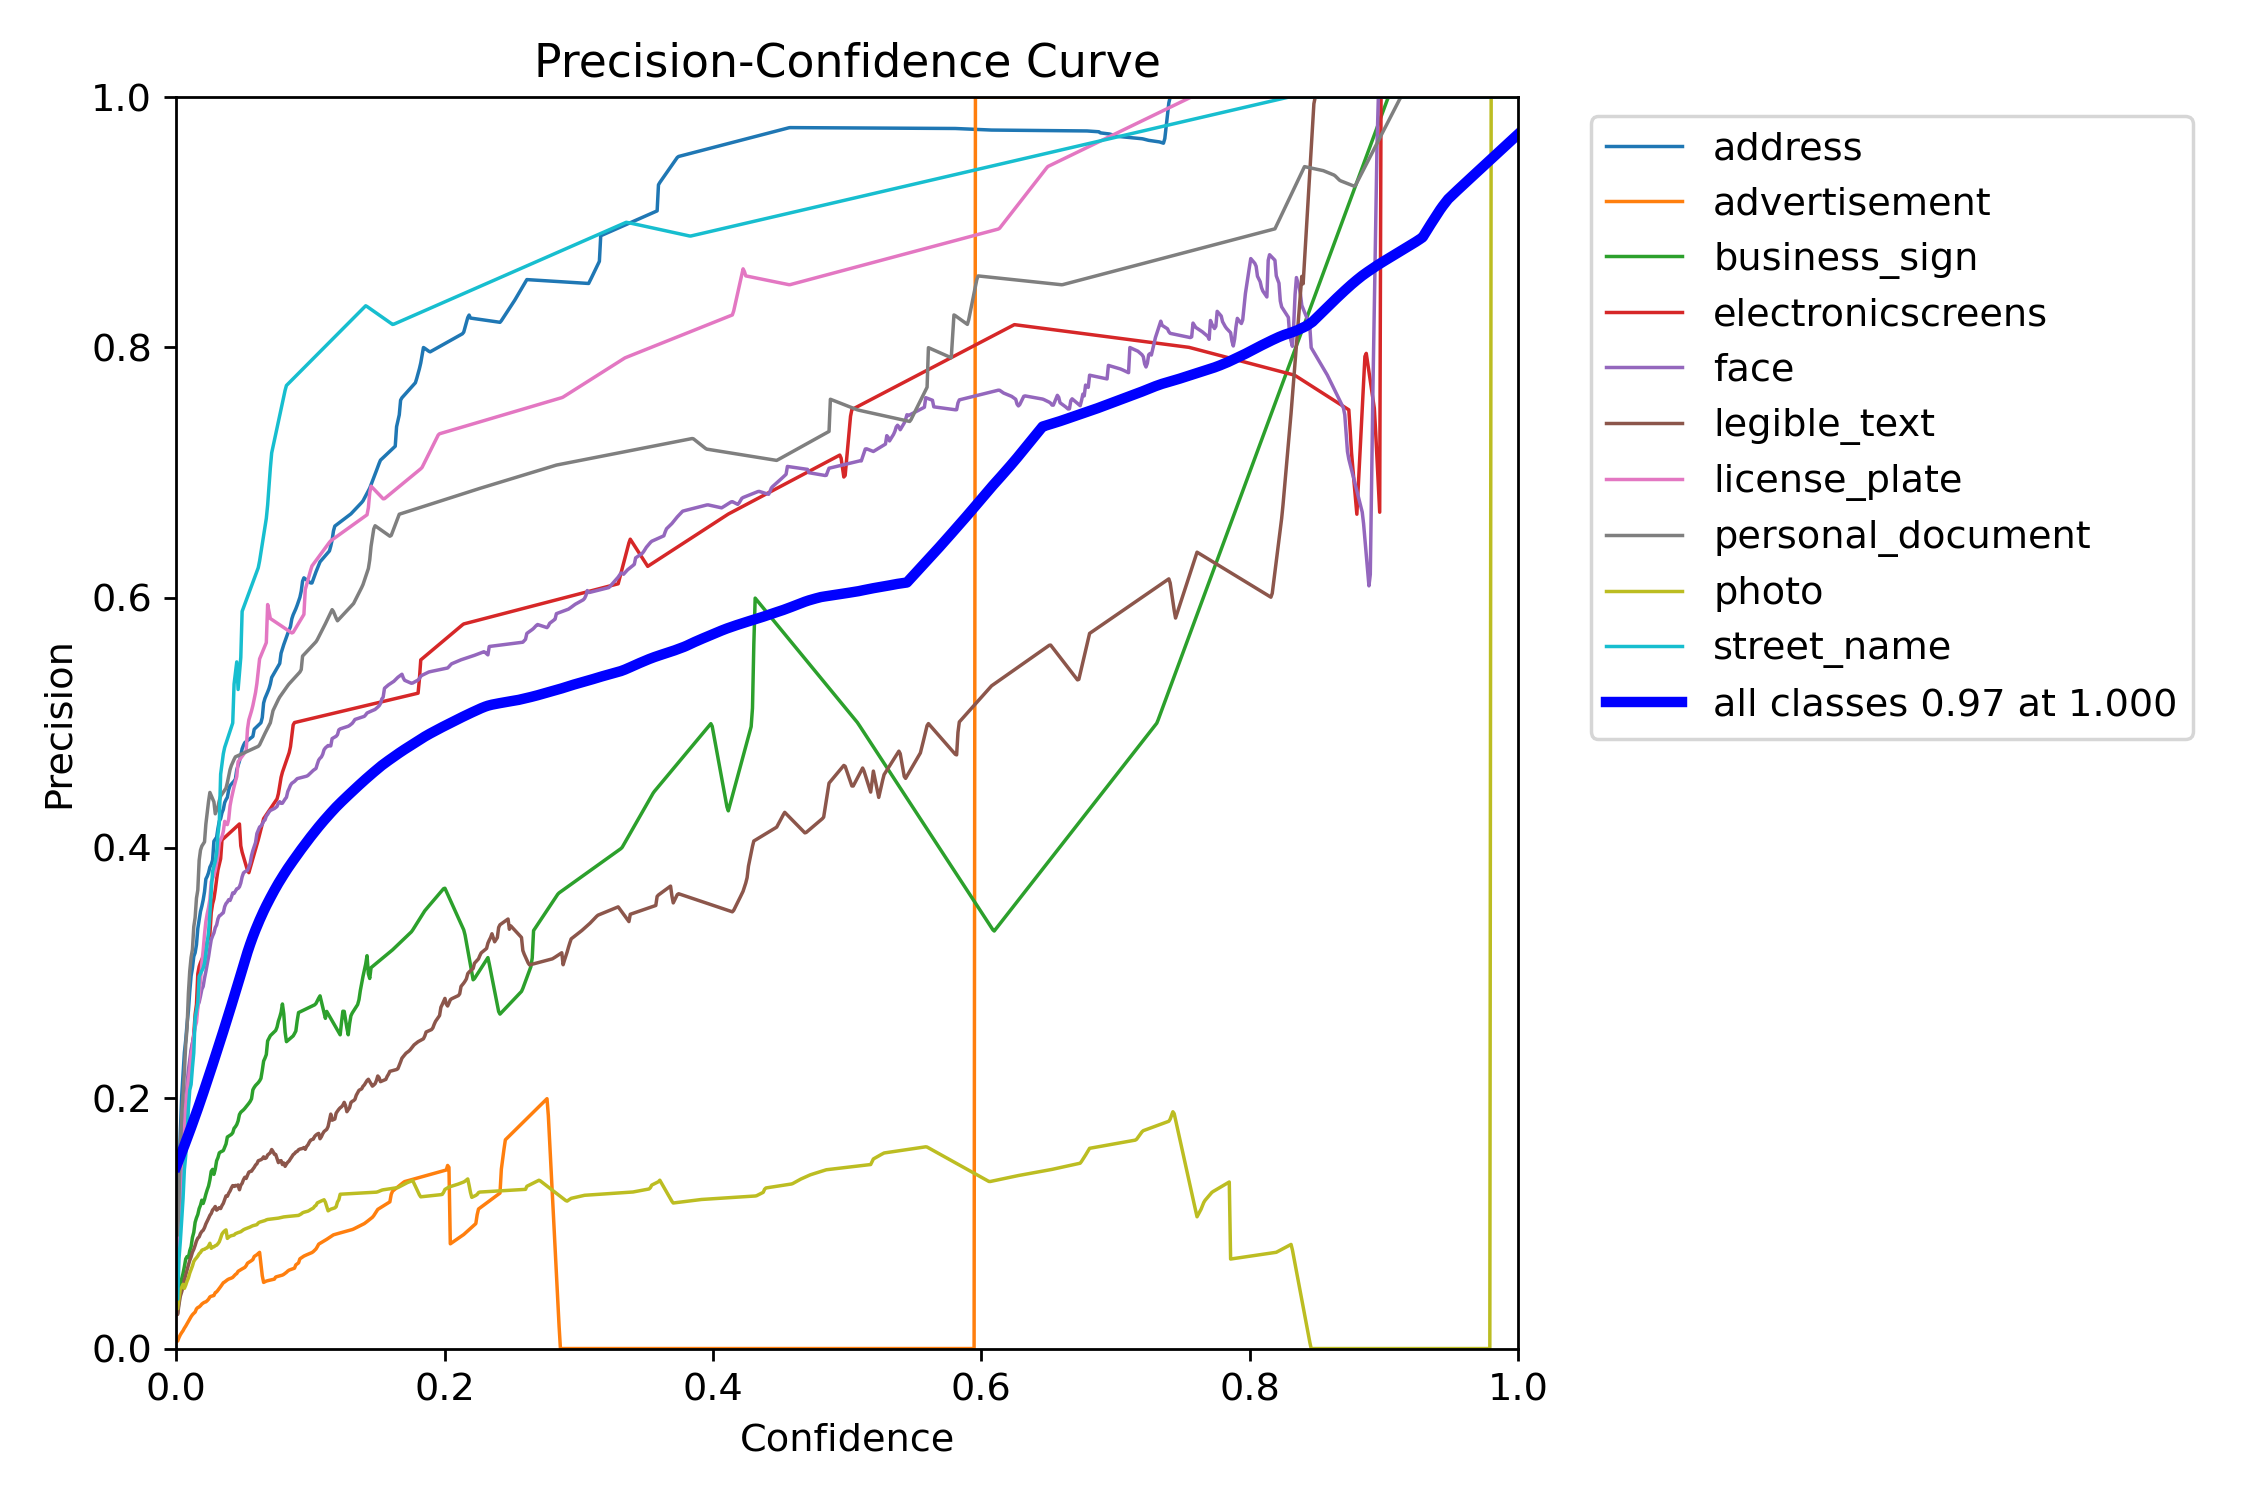 Precision-Confidence Curve
1.0
0.8
0.6
0.4
0.2
0.0
Precision
0.0 0.2 0.4 0.6 0.8 1.0
Confidence
address
advertisement
business_sign
electronicscreens
face
legible_text
license_plate
personal_document
photo
street_name
all classes 0.97 at 1.000